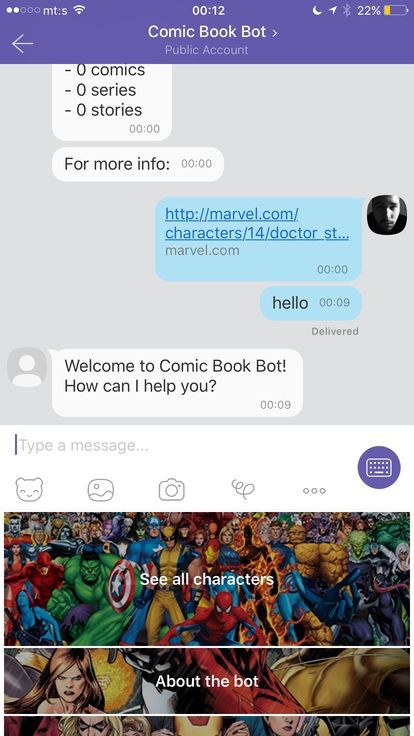 mt:s 00:12 22%
Comic Book Bot
Public Account
- 0 comics
- 0 series
- 0 stories
00:00
For more info: 00:00
http://marvel.com/
characters/14/doctor_st...
marvel.com
00:00
hello 00:09
Delivered
Welcome to Comic Book Bot!
How can I help you?
00:09
Type a message...
See all characters
About the bot